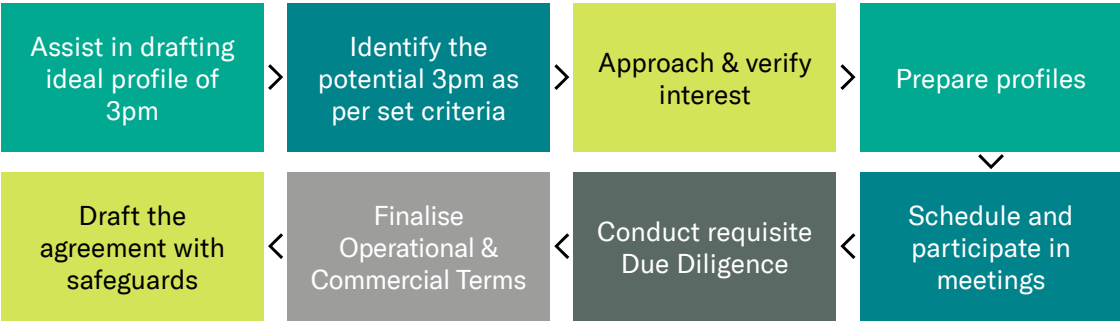 Assist in drafting
ideal profile of
3pm
Identify the
potential 3pm as
per set criteria
Approach & verify
interest
Prepare profiles
Schedule and
participate in
meetings
Conduct requisite
Due Diligence
Finalise
Operational &
Commercial Terms
Draft the
agreement with
safeguards